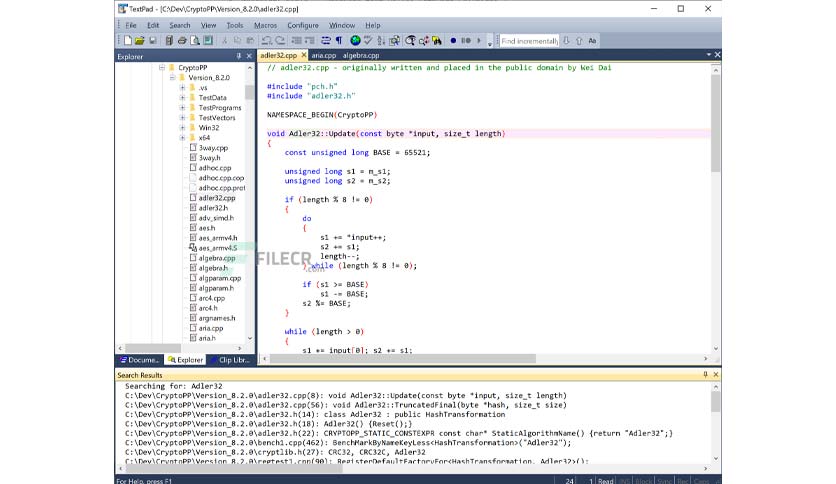 TextPad - [C:\Dev\CryptoPP\Version_8.2.0\adler32.cpp]
File Edit Search View Tools Macros Configure Window Help
Find incrementally
Explorer
CryptoPP
Version_8.2.0
.vs
TestData
TestPrograms
TestVectors
Win32
x64
3way.cpp
3way.h
adhoc.cpp
adhoc.cpp.cop
adhoc.cpp.prof
adler32.cpp
adler32.h
adv_simd.h
aes.h
aes_armv4.h
aes_armv4.S
algebra.cpp
algebra.h
algparam.cpp
algparam.h
arc4.cpp
arc4.h
argnames.h
aria.cpp
aria.h
Docume... Explorer Clip Libr...
adler32.cpp aria.cpp algebra.cpp
// adler32.cpp - originally written and placed in the public domain by Wei Dai
#include "pch.h"
#include "adler32.h"
NAMESPACE_BEGIN(CryptoPP)
void Adler32::Update(const byte *input, size_t length)
{
const unsigned long BASE = 65521;
unsigned long s1 = m_s1;
unsigned long s2 = m_s2;
if (length % 8 != 0)
{
do
{
s1 += *input++;
s2 += s1;
length--;
} while (length % 8 != 0);
if (s1 >= BASE)
s1 -= BASE;
s2 %= BASE;
}
while (length > 0)
{
s1 += input[0]; s2 += s1;
FILECR
.com
Search Results
Searching for: Adler32
C:\Dev\CryptoPP\Version_8.2.0\adler32.cpp(8): void Adler32::Update(const byte *input, size_t length)
C:\Dev\CryptoPP\Version_8.2.0\adler32.cpp(56): void Adler32::TruncatedFinal(byte *hash, size_t size)
C:\Dev\CryptoPP\Version_8.2.0\adler32.h(14): class Adler32 : public HashTransformation
C:\Dev\CryptoPP\Version_8.2.0\adler32.h(18): Adler32() {Reset();}
C:\Dev\CryptoPP\Version_8.2.0\adler32.h(22): CRYPTOPP_STATIC_CONSTEXPR const char* StaticAlgorithmName() {return "Adler32";}
C:\Dev\CryptoPP\Version_8.2.0\bench1.cpp(462): BenchMarkByNameKeyLess<HashTransformation>("Adler32");
C:\Dev\CryptoPP\Version_8.2.0\cryptlib.h(27): CRC32, CRC32C, Adler32
C:\Dev\CryptoPP\Version_8.2.0\regtest1.cpp(90): RegisterDefaultFactoryFor<HashTransformation, Adler32>();
For Help, press F1
24 1 Read INS Block Sync Rec Caps